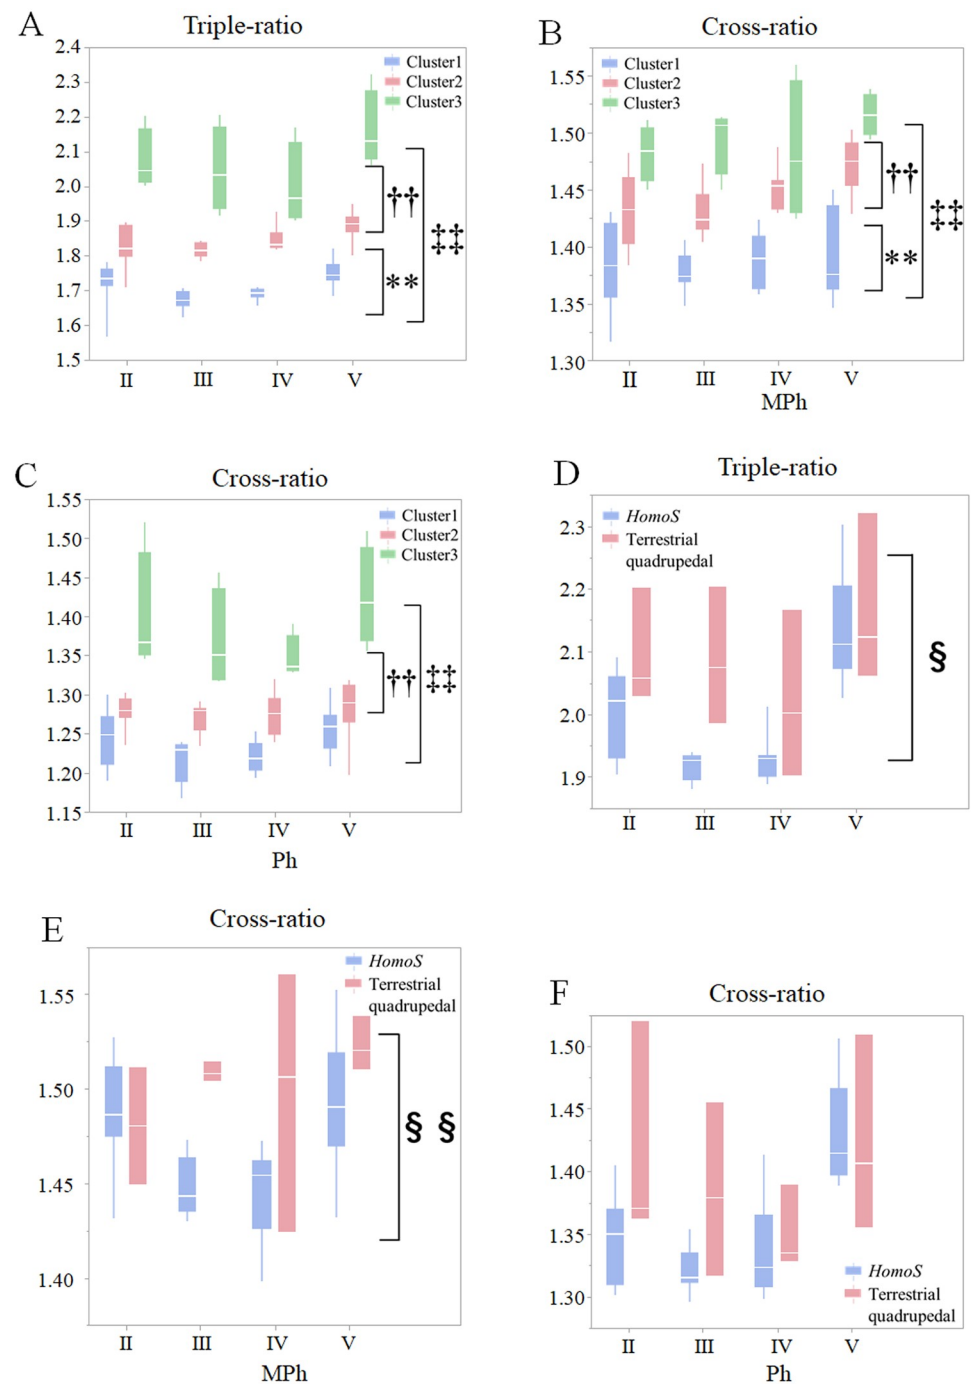 A
Triple-ratio
2.4
2.3
2.2
2.1
2.0
1.9
1.8
1.7
1.6
1.5
Cluster1
Cluster2
Cluster3
††
‡‡
**
II III IV V
B
Cross-ratio
1.55
1.50
1.45
1.40
1.35
1.30
Cluster1
Cluster2
Cluster3
††
‡‡
**
II III IV V
MPh
C
Cross-ratio
1.55
1.50
1.45
1.40
1.35
1.30
1.25
1.20
1.15
Cluster1
Cluster2
Cluster3
†† ‡‡
II III IV V
Ph
D
Triple-ratio
2.3
2.2
2.1
2.0
1.9
HomoS
Terrestrial
quadrupedal
§
II III IV V
E
Cross-ratio
1.55
1.50
1.45
1.40
HomoS
Terrestrial
quadrupedal
§ §
II III IV V
MPh
F
Cross-ratio
1.50
1.45
1.40
1.35
1.30
HomoS
Terrestrial
quadrupedal
II III IV V
Ph